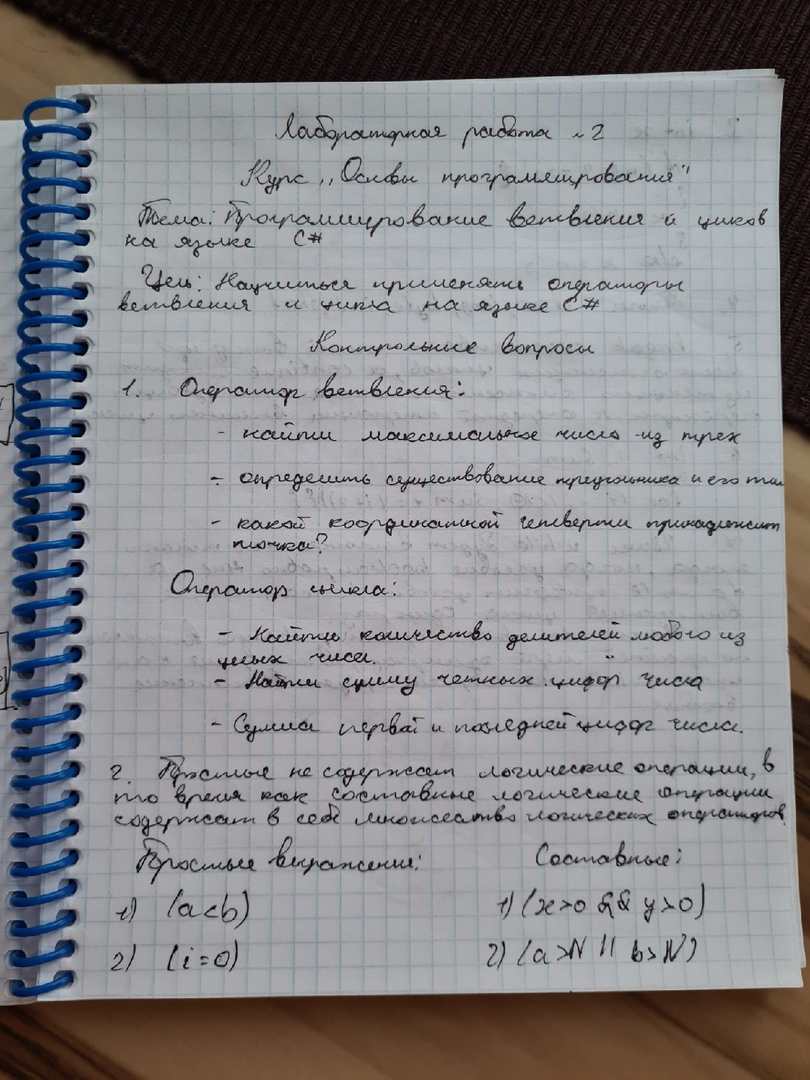 Лабораторная работа №2
Курс ,,Основы программирования"
Тема: Программирование ветвления и циклов
на языке C#
Цель: Научиться применять операторы
ветвления и цикла на языке C#
Контрольные вопросы
1. Оператор ветвления:
- найти максимальное число из трех
- определить существование треугольника и его тип
- какой координатной четверти принадлежит
точка?
Оператор цикла:
- Найти количество делителей любого из
целых чисел.
- Найти сумму четных цифр числа
- Сумма первой и последней цифр числа.
2. Простые не содержат логические операции, в
то время как составные логические операции
содержат в себе множество логических операторов.
Простые выражения: Составные:
1) (a<b) 1) (x>0 && y>0)
2) (i=0) 2) (a>N || b>N)